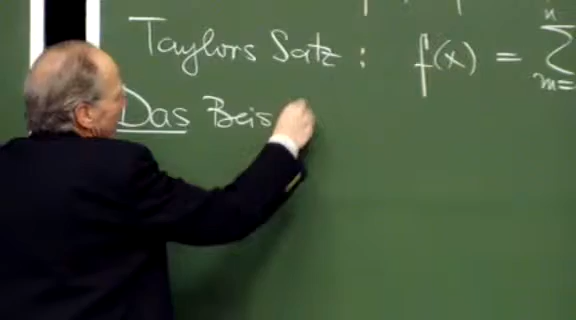 Taylors Satz : f(x) = n Σ m=
Das Beis